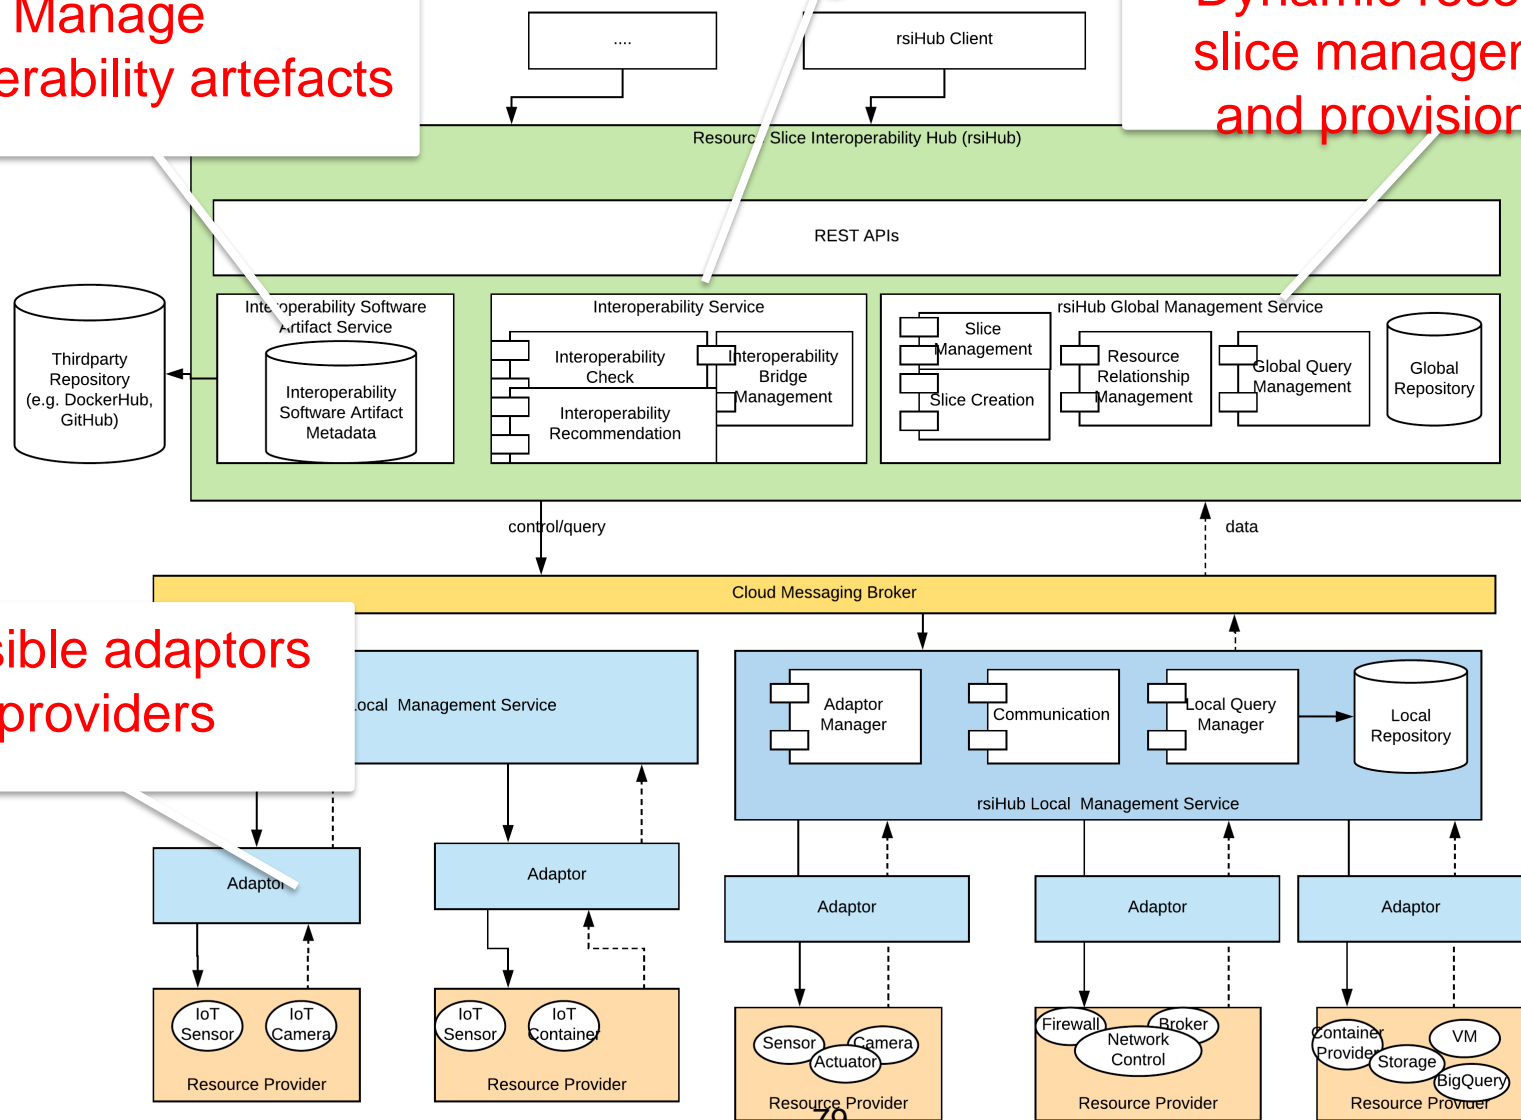 Manage
erability artefacts
....
rsiHub Client
slice manager
and provision
Resource Slice Interoperability Hub (rsiHub)
REST APIs
Thirdparty
Repository
(e.g. DockerHub,
GitHub)
Interoperability Software
Artifact Service
Interoperability
Software Artifact
Metadata
Interoperability Service
Interoperability
Check
Interoperability
Recommendation
Interoperability
Bridge
Management
rsiHub Global Management Service
Slice
Management
Slice Creation
Resource
Relationship
Management
Global Query
Management
Global
Repository
control/query
data
Cloud Messaging Broker
sible adaptors
providers
ocal Management Service
Adaptor
Manager
Communication
Local Query
Manager
Local
Repository
rsiHub Local Management Service
Adaptor
Adaptor
Adaptor
Adaptor
Adaptor
IoT
Sensor
IoT
Camera
Resource Provider
IoT
Sensor
IoT
Container
Resource Provider
Sensor
Camera
Actuator
Resource Provider
Firewall
Broker
Network
Control
Resource Provider
Container
Provider
VM
Storage
BigQuery
Resource Provider
79